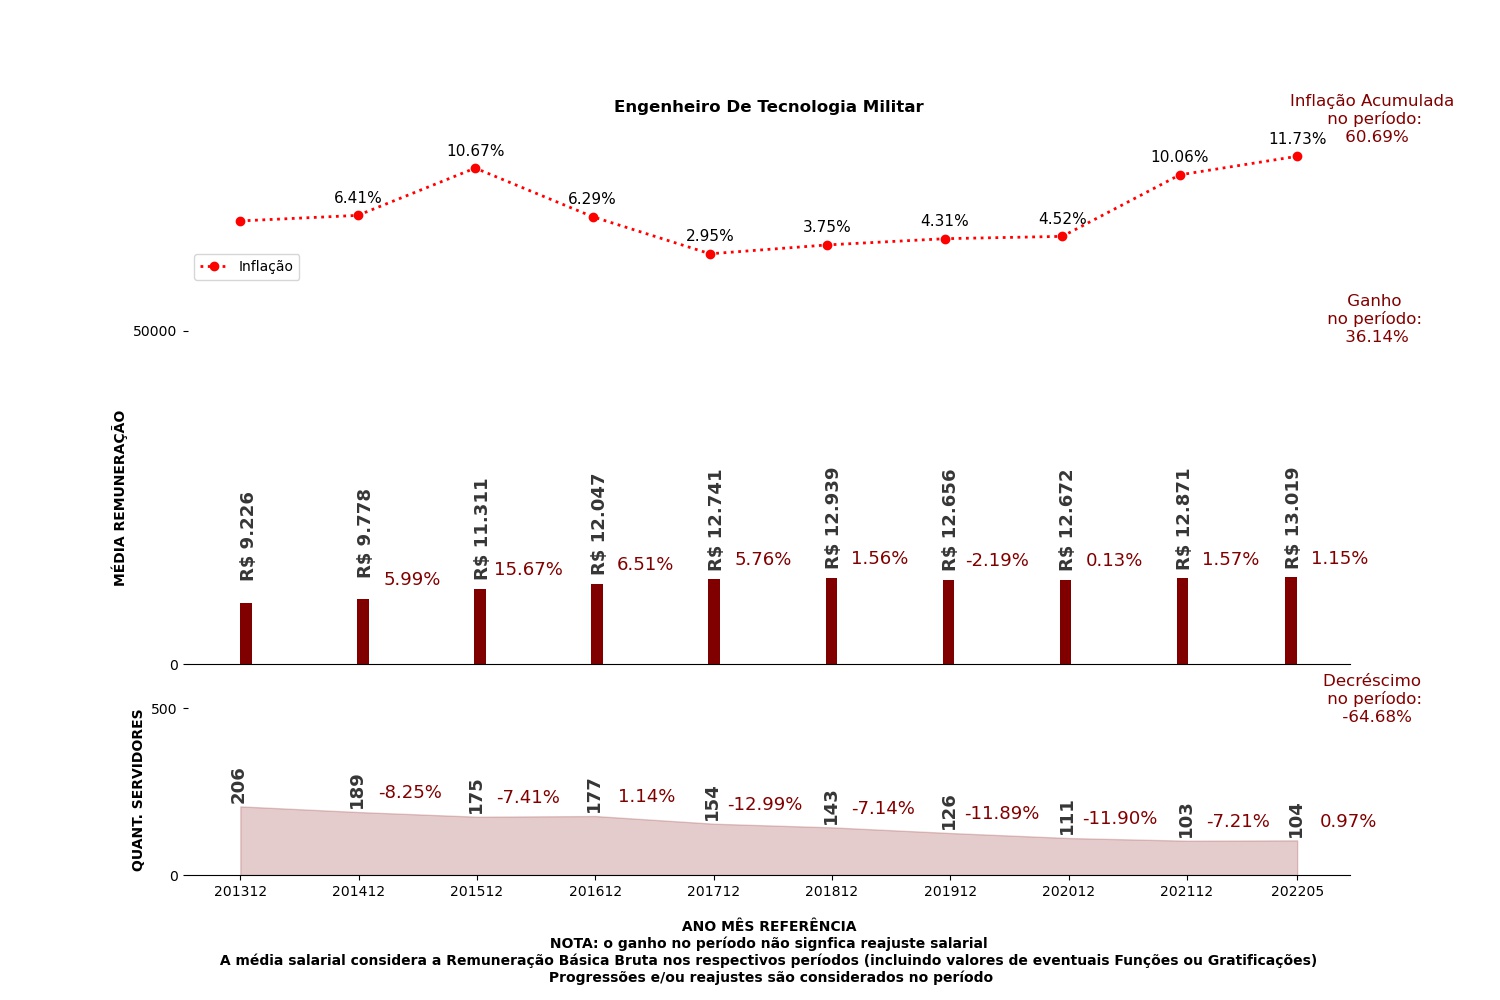 Engenheiro De Tecnologia Militar
Inflação Acumulada
no período:
60.69%
6.41%
10.67%
6.29%
2.95%
3.75%
4.31%
4.52%
10.06%
11.73%
Inflação
Ganho
no período:
36.14%
50000
0
MÉDIA REMUNERAÇÃO
R$ 9.226
R$ 9.778
R$ 11.311
R$ 12.047
R$ 12.741
R$ 12.939
R$ 12.656
R$ 12.672
R$ 12.871
R$ 13.019
5.99%
15.67%
6.51%
5.76%
1.56%
-2.19%
0.13%
1.57%
1.15%
Decréscimo
no período:
-64.68%
500
0
QUANT. SERVIDORES
206
189
175
177
154
143
126
111
103
104
-8.25%
-7.41%
1.14%
-12.99%
-7.14%
-11.89%
-11.90%
-7.21%
0.97%
201312
201412
201512
201612
201712
201812
201912
202012
202112
202205
ANO MÊS REFERÊNCIA
NOTA: o ganho no período não signfica reajuste salarial
A média salarial considera a Remuneração Básica Bruta nos respectivos períodos (incluindo valores de eventuais Funções ou Gratificações)
Progressões e/ou reajustes são considerados no período